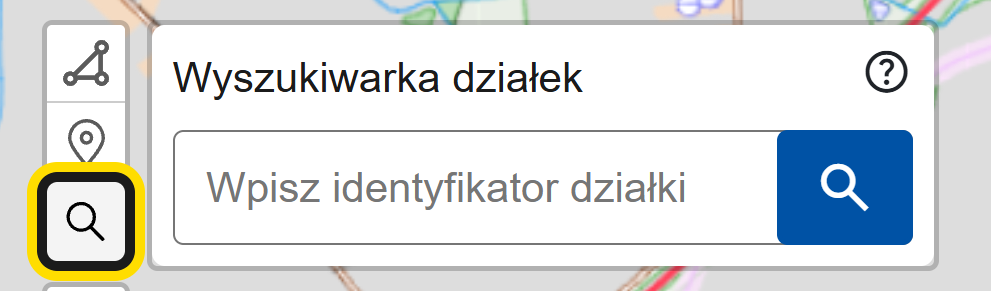 Wyszukiwarka działek
Wpisz identyfikator działki